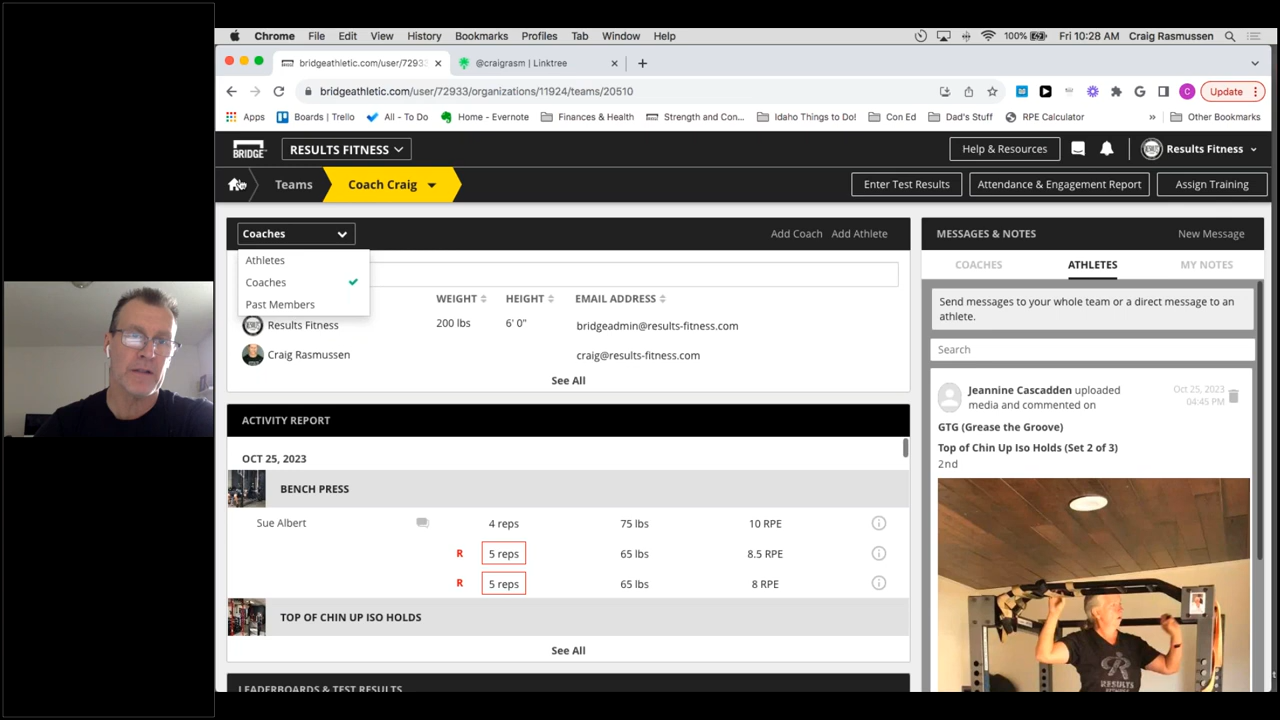 Chrome File Edit View History Bookmarks Profiles Tab Window Help 100% Fri 10:28 AM Craig Rasmussen
bridgeathletic.com/user/72933 @craigrasm | Linktree
bridgeathletic.com/user/72933/organizations/11924/teams/20510 C Update
Apps Boards | Trello All - To Do Home - Evernote Finances & Health Strength and Con... Idaho Things to Do! Con Ed Dad's Stuff RPE Calculator » Other Bookmarks
BRIDGE RESULTS FITNESS Help & Resources Results Fitness
Teams Coach Craig Enter Test Results Attendance & Engagement Report Assign Training
Coaches Add Coach Add Athlete
Athletes
Coaches
Past Members
WEIGHT HEIGHT EMAIL ADDRESS
Results Fitness 200 lbs 6' 0" bridgeadmin@results-fitness.com
Craig Rasmussen craig@results-fitness.com
See All
ACTIVITY REPORT
OCT 25, 2023
BENCH PRESS
Sue Albert 4 reps 75 lbs 10 RPE
R 5 reps 65 lbs 8.5 RPE
R 5 reps 65 lbs 8 RPE
TOP OF CHIN UP ISO HOLDS
See All
LEADERBOARDS & TEST RESULTS
MESSAGES & NOTES New Message
COACHES ATHLETES MY NOTES
Send messages to your whole team or a direct message to an
athlete.
Search
Jeannine Cascadden uploaded Oct 25, 2023
media and commented on 04:45 PM
GTG (Grease the Groove)
Top of Chin Up Iso Holds (Set 2 of 3)
2nd
RESULTS